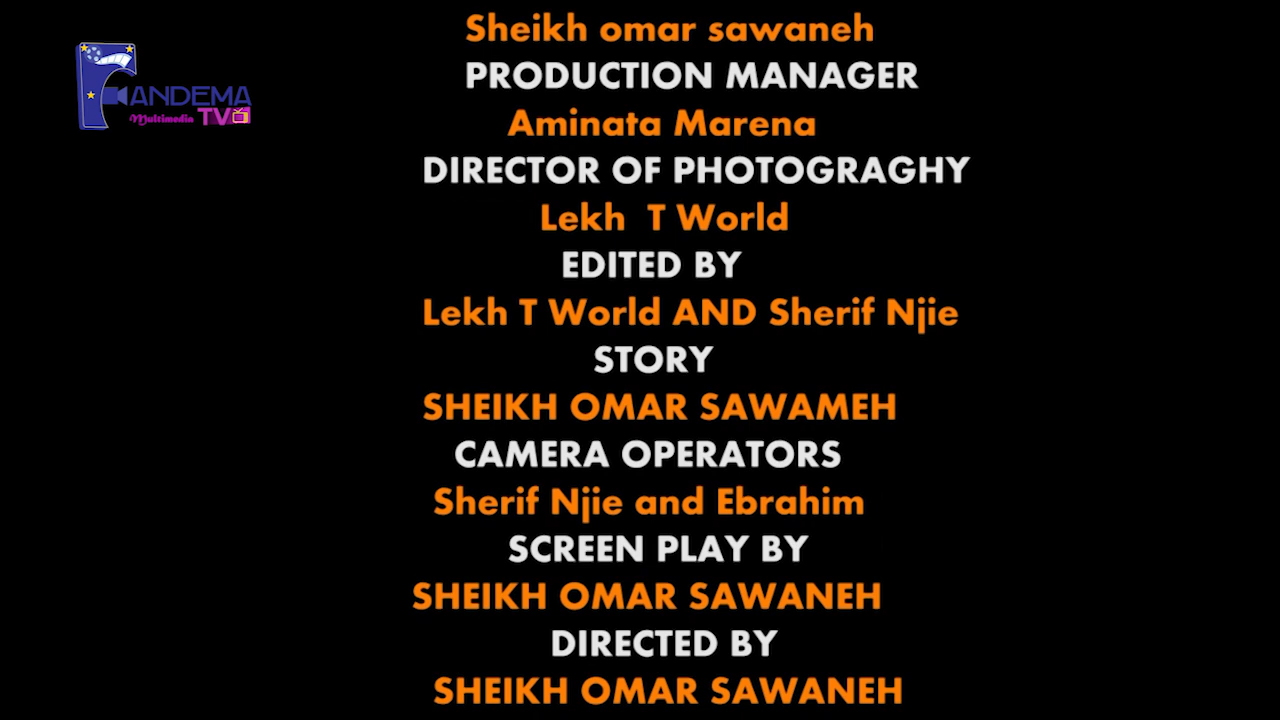 Sheikh omar sawaneh
PRODUCTION MANAGER
Aminata Marena
DIRECTOR OF PHOTOGRAGHY
Lekh T World
EDITED BY
Lekh T World AND Sherif Njie
STORY
SHEIKH OMAR SAWAMEH
CAMERA OPERATORS
Sherif Njie and Ebrahim
SCREEN PLAY BY
SHEIKH OMAR SAWANEH
DIRECTED BY
SHEIKH OMAR SAWANEH
FANDEMA
Multimedia TV